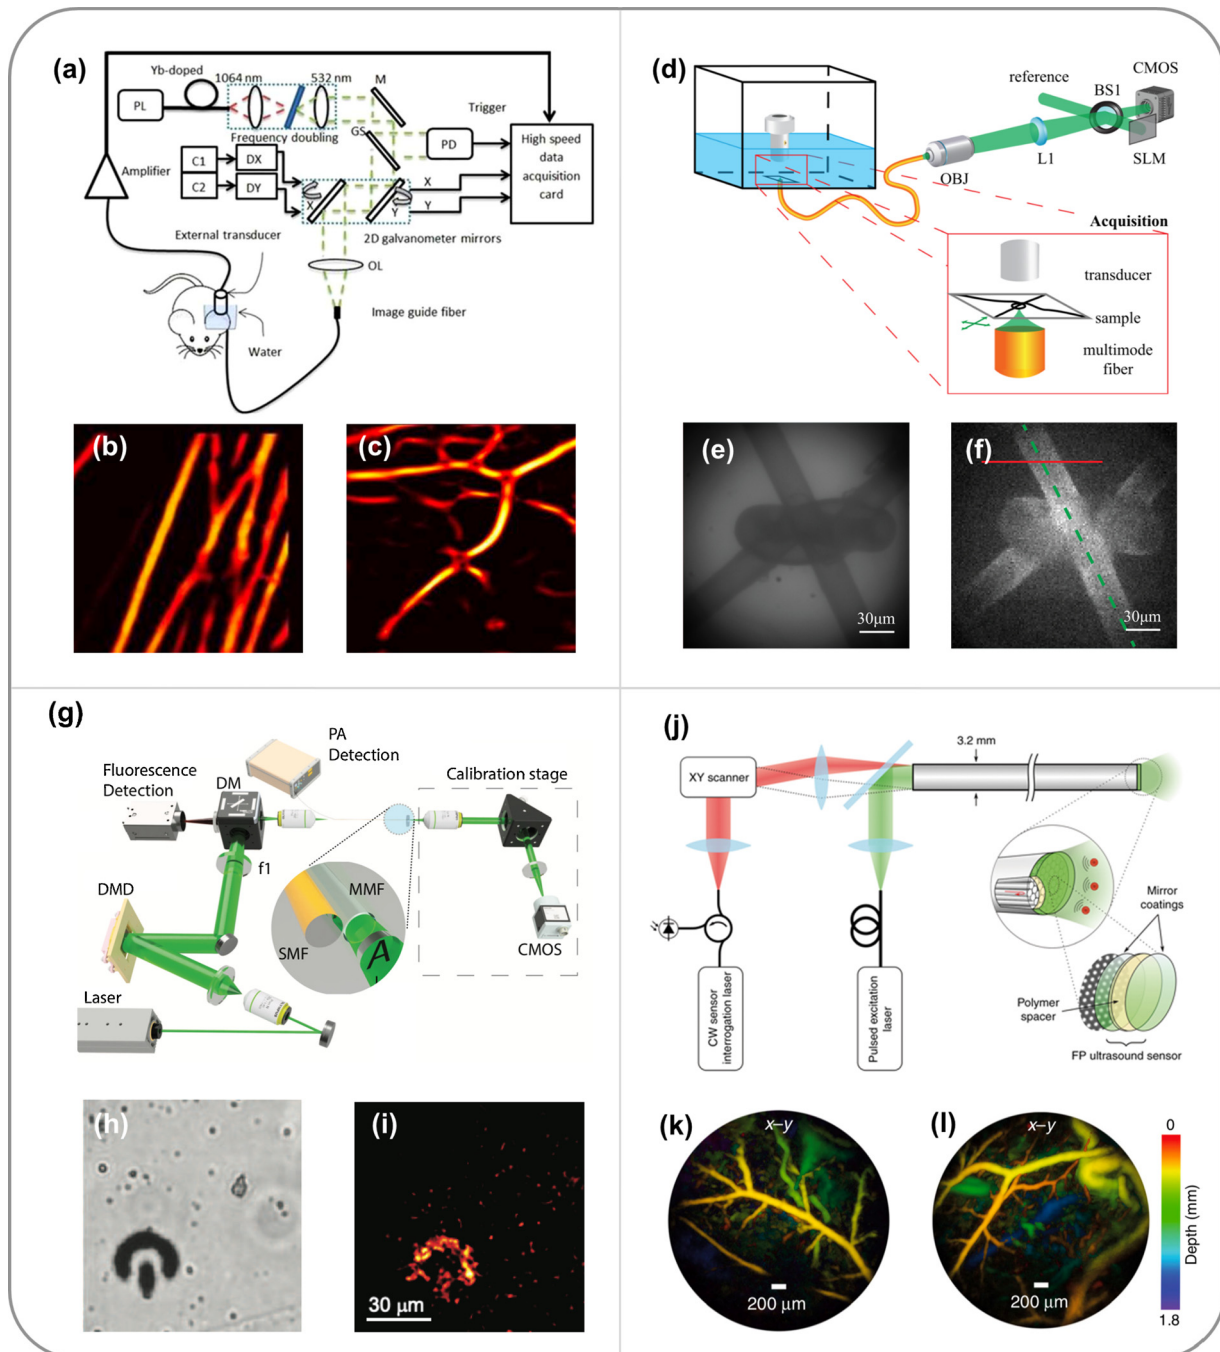 (a)
Yb-doped
1064 nm
532 nm
M
PL
Frequency doubling
GS
Trigger
PD
High speed
data
acquisition
card
Amplifier
C1
DX
C2
DY
X
Y
X
Y
External transducer
2D galvanometer mirrors
OL
Image guide fiber
Water
(b)
(c)
(d)
reference
BS1
CMOS
L1
SLM
OBJ
Acquisition
transducer
sample
multimode
fiber
(e)
30μm
(f)
30μm
(g)
PA
Detection
Fluorescence
Detection
DM
Calibration stage
f1
DMD
MMF
SMF
A
CMOS
Laser
(h)
(i)
30 μm
(j)
3.2 mm
XY scanner
CW sensor
interrogation laser
Pulsed excitation
laser
Mirror
coatings
Polymer
spacer
FP ultrasound sensor
(k)
x–y
200 μm
(l)
x–y
200 μm
0
Depth (mm)
1.8